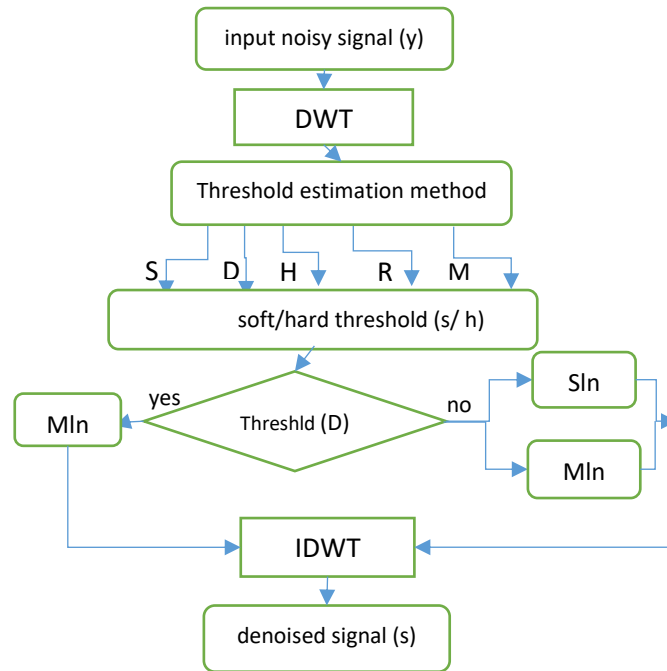 input noisy signal (y)
DWT
Threshold estimation method
S D H R M
soft/hard threshold (s/ h)
yes
Threshld (D)
no
Mln
Sln
Mln
IDWT
denoised signal (s)